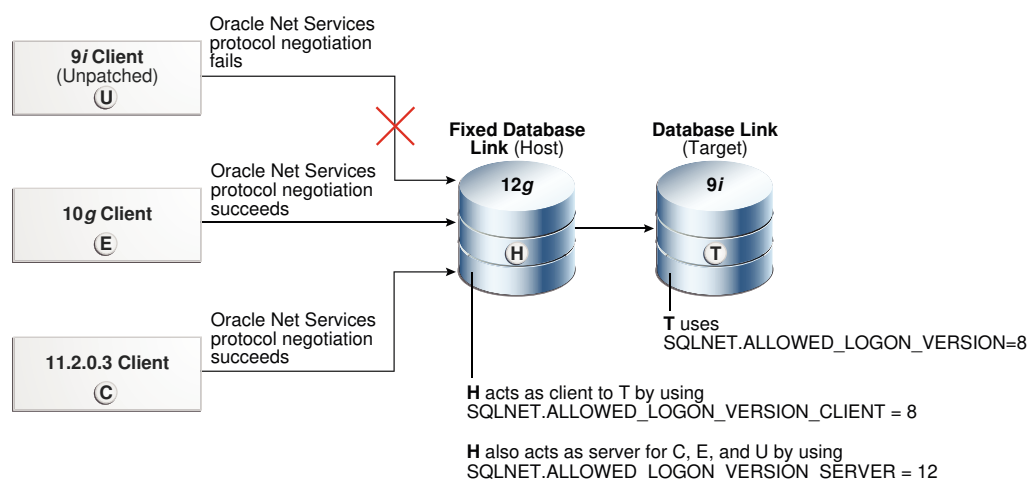 Oracle Net Services
protocol negotiation
fails
9i Client
(Unpatched)
U
Oracle Net Services
protocol negotiation
succeeds
10g Client
E
Oracle Net Services
protocol negotiation
succeeds
11.2.0.3 Client
C
Fixed Database
Link (Host)
12g
H
Database Link
(Target)
9i
T
T uses
SQLNET.ALLOWED_LOGON_VERSION=8
H acts as client to T by using
SQLNET.ALLOWED_LOGON_VERSION_CLIENT = 8
H also acts as server for C, E, and U by using
SQLNET.ALLOWED_LOGON_VERSION_SERVER = 12